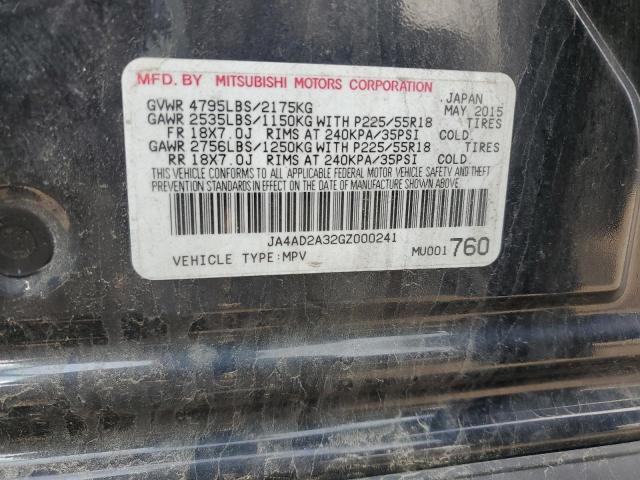 MFD. BY MITSUBISHI MOTORS CORPORATION
JAPAN
GVWR 4795LBS/2175KG MAY 2015
GAWR 2535LBS/1150KG WITH P225/55R18 TIRES
FR 18X7.0J RIMS AT 240KPA/35PSI COLD.
GAWR 2756LBS/1250KG WITH P225/55R18 TIRES
RR 18X7.0J RIMS AT 240KPA/35PSI COLD.
THIS VEHICLE CONFORMS TO ALL APPLICABLE FEDERAL MOTOR VEHICLE SAFETY AND THEFT
PREVENTION STANDARDS IN EFFECT ON THE DATE OF MANUFACTURE SHOWN ABOVE.
JA4AD2A32GZ000241
VEHICLE TYPE:MPV MU001 760